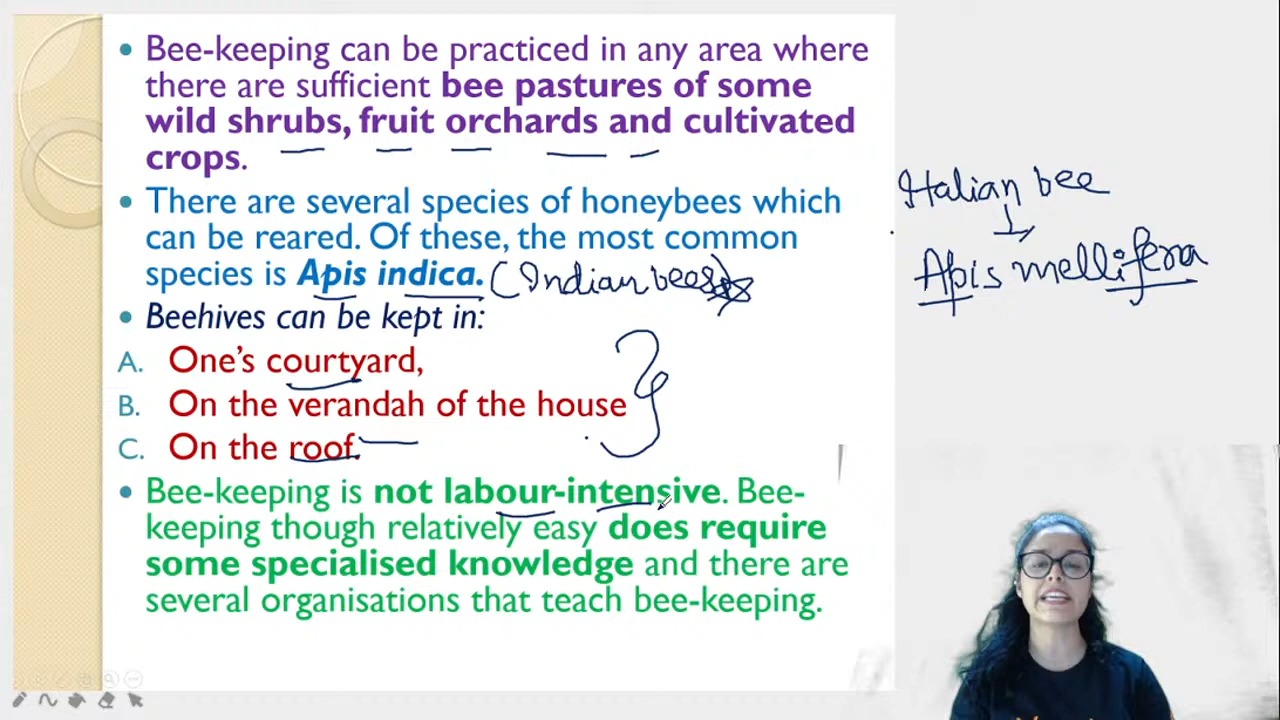 • Bee-keeping can be practiced in any area where
there are sufficient bee pastures of some
wild shrubs, fruit orchards and cultivated
crops.
• There are several species of honeybees which
can be reared. Of these, the most common
species is Apis indica. (Indian bees)
• Beehives can be kept in:
A. One's courtyard,
B. On the verandah of the house
C. On the roof.
• Bee-keeping is not labour-intensive. Bee-
keeping though relatively easy does require
some specialised knowledge and there are
several organisations that teach bee-keeping.
Italian bee
Apis mellifera